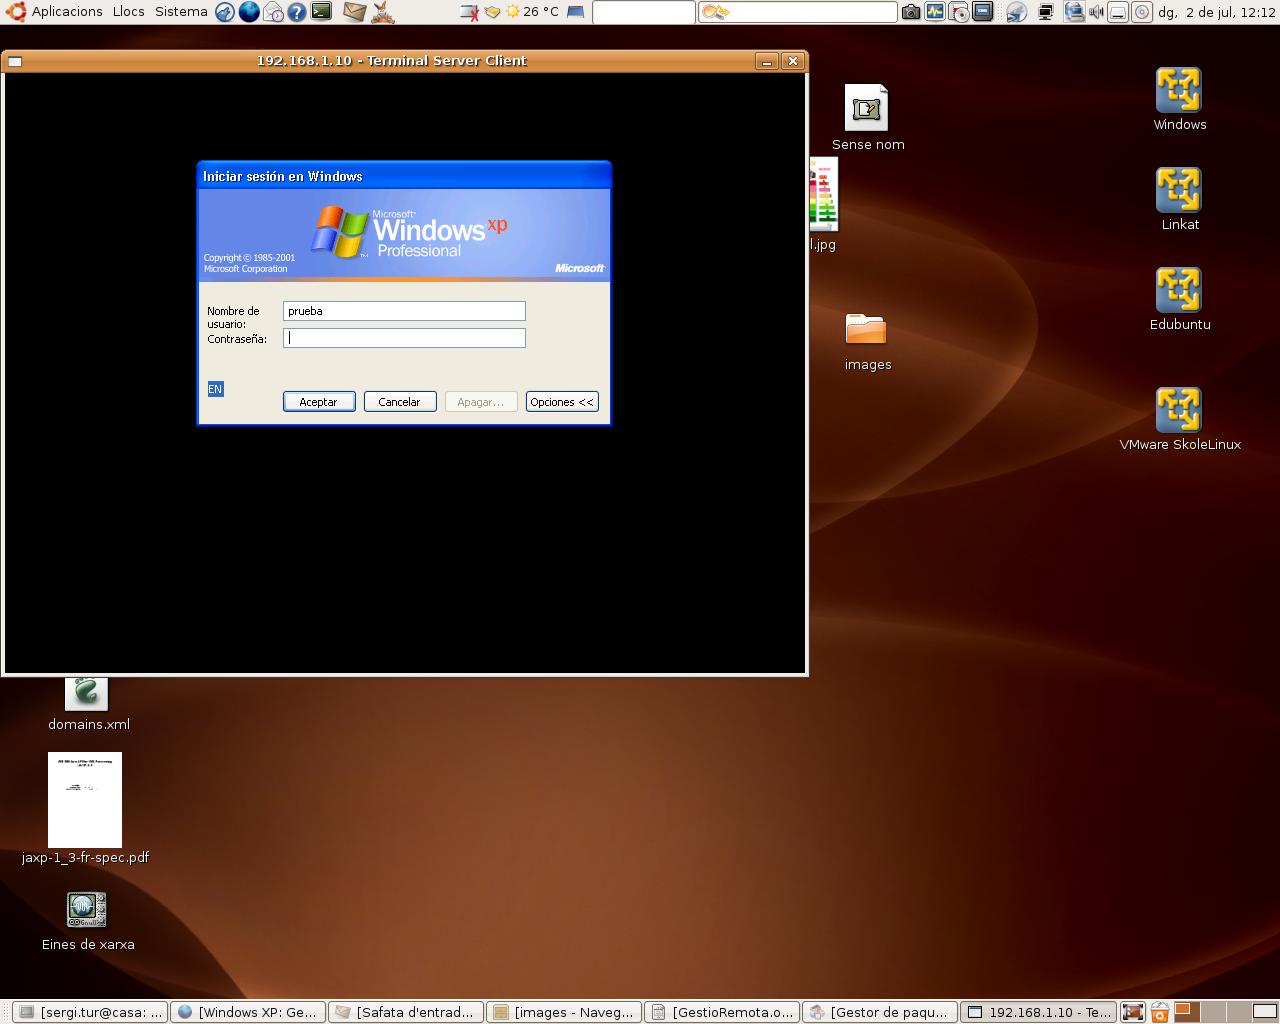 Aplicacions Llocs Sistema 26 °C dg, 2 de jul, 12:12
192.168.1.10 - Terminal Server Client
Iniciar sesión en Windows
Microsoft
Windows xp
Professional
Copyright © 1985-2001
Microsoft Corporation
Microsoft
Nombre de usuario:
prueba
Contraseña:
EN
Aceptar Cancelar Apagar... Opciones <<
Sense nom
l.jpg
images
Windows
Linkat
Edubuntu
VMware SkoleLinux
domains.xml
jaxp-1_3-fr-spec.pdf
Eines de xarxa
[sergi.tur@casa: ... [Windows XP: Ge... [Safata d'entrad... [images - Naveg... [GestioRemota.o... [Gestor de paqu... 192.168.1.10 - Te...